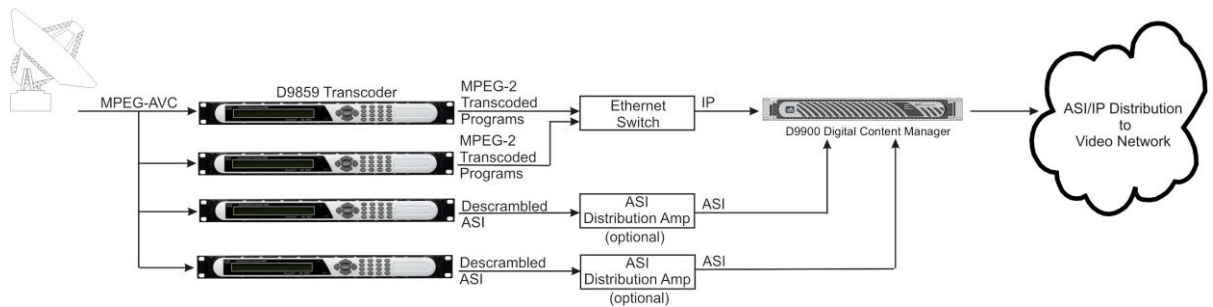 MPEG-AVC
D9859 Transcoder
MPEG-2
Transcoded
Programs
MPEG-2
Transcoded
Programs
Descrambled
ASI
Descrambled
ASI
Ethernet
Switch
IP
ASI
Distribution Amp
(optional)
ASI
ASI
Distribution Amp
(optional)
ASI
D9900 Digital Content Manager
ASI/IP Distribution
to
Video Network